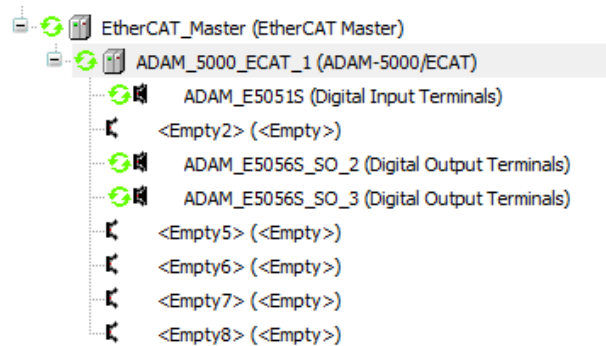 EtherCAT_Master (EtherCAT Master)
ADAM_5000_ECAT_1 (ADAM-5000/ECAT)
ADAM_E5051S (Digital Input Terminals)
<Empty2> (<Empty>)
ADAM_E5056S_SO_2 (Digital Output Terminals)
ADAM_E5056S_SO_3 (Digital Output Terminals)
<Empty5> (<Empty>)
<Empty6> (<Empty>)
<Empty7> (<Empty>)
<Empty8> (<Empty>)